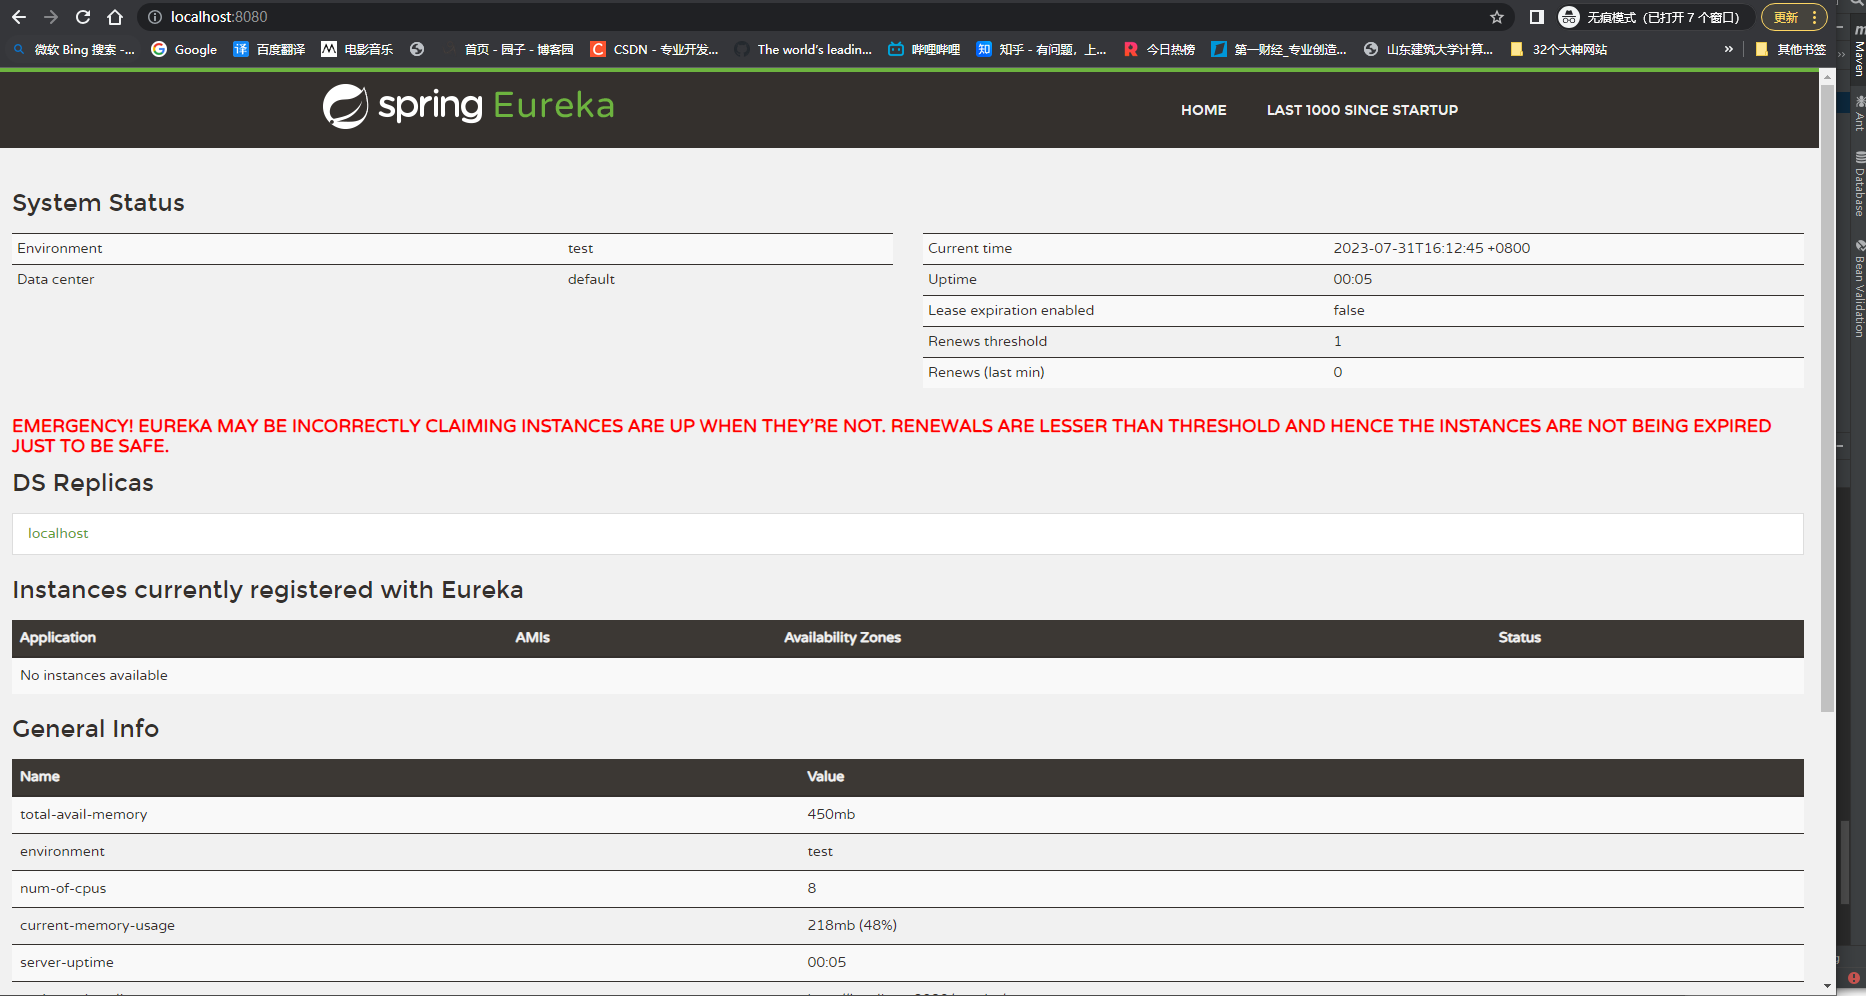 localhost:8080
无痕模式（已打开 7 个窗口）
更新
微软 Bing 搜索 -...
Google
译 百度翻译
电影音乐
首页 - 园子 - 博客园
C CSDN - 专业开发...
The world's leadin...
哔哩哔哩
知 知乎 - 有问题，上...
R 今日热榜
第一财经_专业创造...
山东建筑大学计算...
32个大神网站
»
其他书签
Maven
Ant
Database
Bean Validation
spring Eureka
HOME
LAST 1000 SINCE STARTUP
System Status
Environment test
Data center default
Current time 2023-07-31T16:12:45 +0800
Uptime 00:05
Lease expiration enabled false
Renews threshold 1
Renews (last min) 0
EMERGENCY! EUREKA MAY BE INCORRECTLY CLAIMING INSTANCES ARE UP WHEN THEY'RE NOT. RENEWALS ARE LESSER THAN THRESHOLD AND HENCE THE INSTANCES ARE NOT BEING EXPIRED
JUST TO BE SAFE.
DS Replicas
localhost
Instances currently registered with Eureka
Application AMIs Availability Zones Status
No instances available
General Info
Name Value
total-avail-memory 450mb
environment test
num-of-cpus 8
current-memory-usage 218mb (48%)
server-uptime 00:05